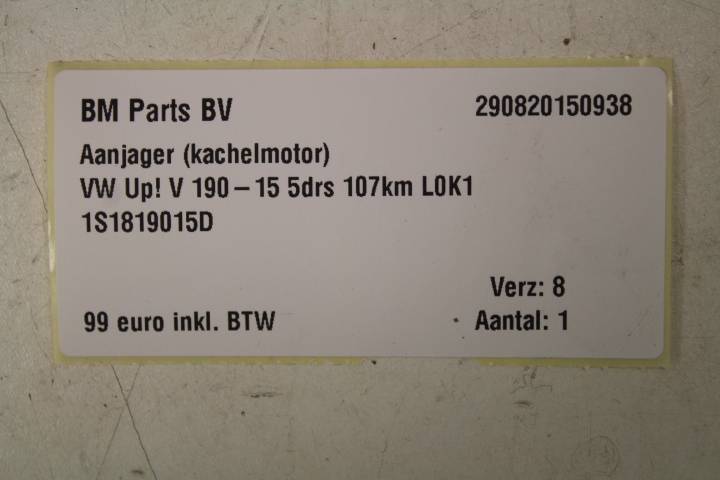 BM Parts BV 290820150938
Aanjager (kachelmotor)
VW Up! V 190-15 5drs 107km L0K1
1S1819015D
Verz: 8
99 euro inkl. BTW Aantal: 1